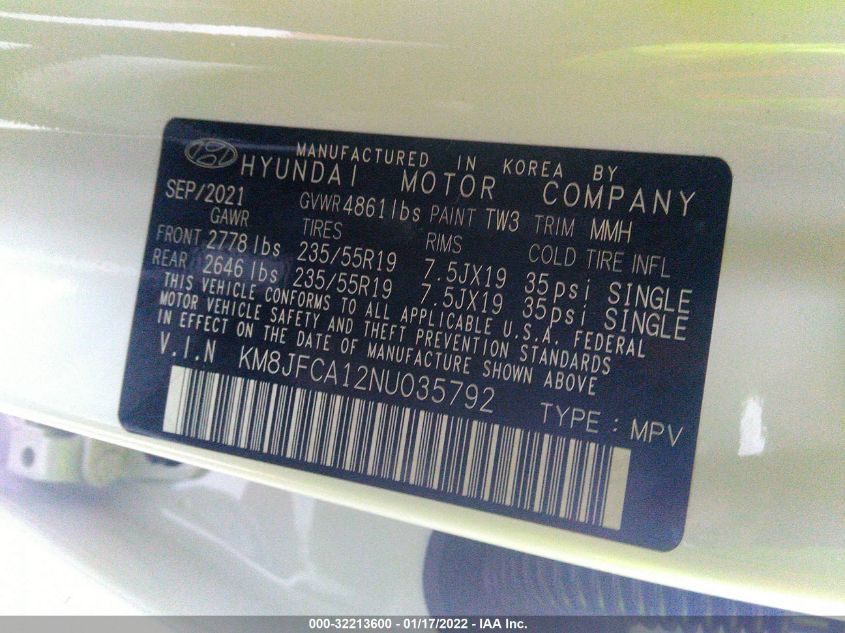 MANUFACTURED IN KOREA BY
HYUNDAI MOTOR COMPANY
SEP/2021 GVWR 4861lbs PAINT TW3 TRIM MMH
GAWR TIRES RIMS COLD TIRE INFL
FRONT 2778 lbs 235/55R19 7.5JX19 35psi SINGLE
REAR 2646 lbs 235/55R19 7.5JX19 35psi SINGLE
THIS VEHICLE CONFORMS TO ALL APPLICABLE U.S.A. FEDERAL
MOTOR VEHICLE SAFETY AND THEFT PREVENTION STANDARDS
IN EFFECT ON THE DATE OF MANUFACTURE SHOWN ABOVE
V.I.N KM8JFCA12NU035792
TYPE : MPV
000-32213600 - 01/17/2022 - IAA Inc.